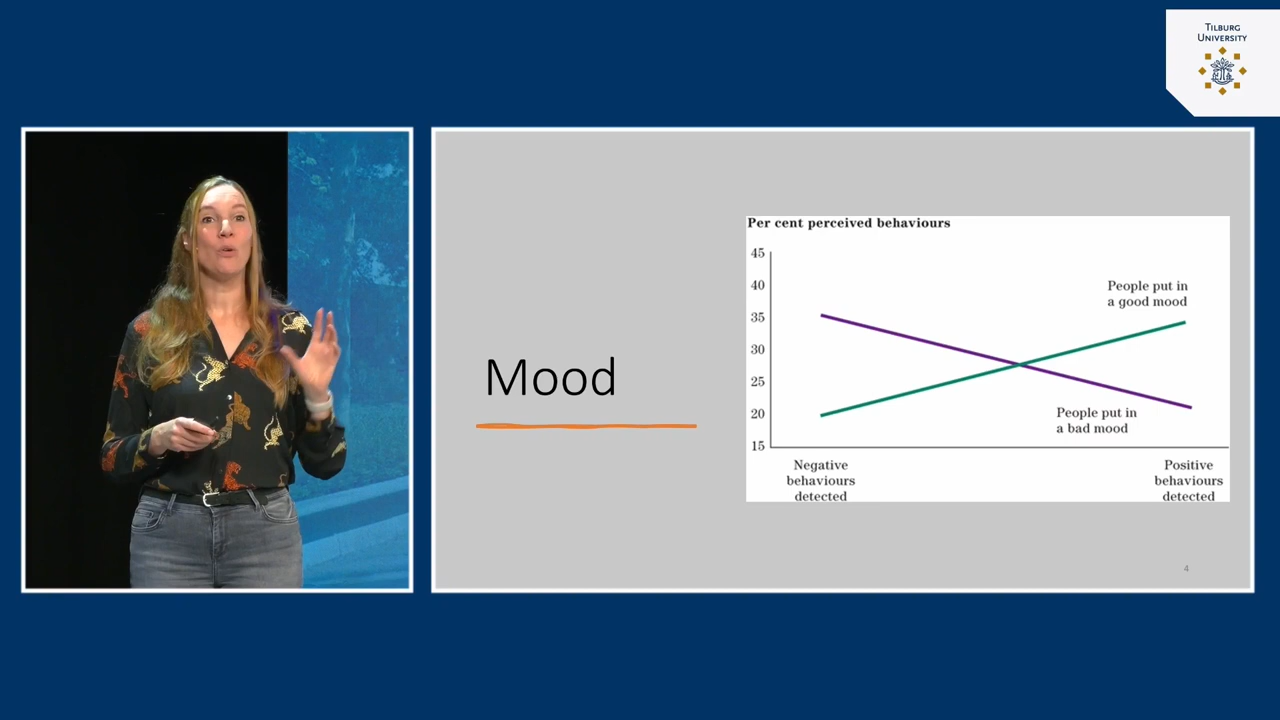 TILBURG
UNIVERSITY
Mood
Per cent perceived behaviours
45
40
35
30
25
20
15
People put in
a good mood
People put in
a bad mood
Negative
behaviours
detected
Positive
behaviours
detected
4